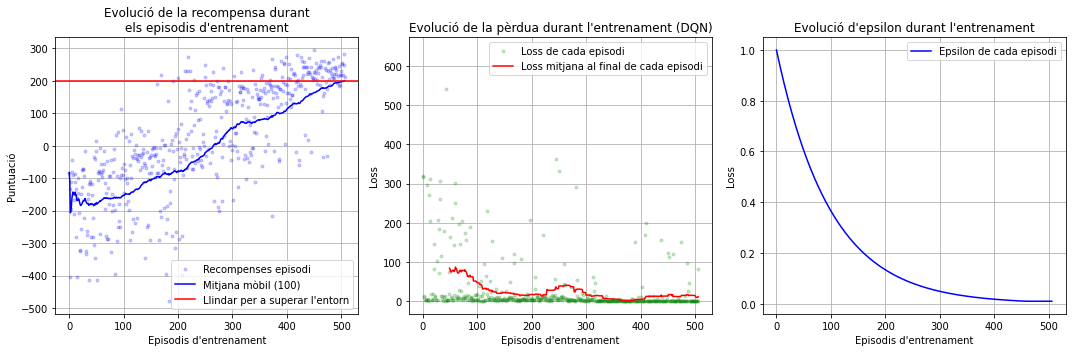 Evolució de la recompensa durant
els episodis d'entrenament
Puntuació
300
200
100
0
−100
−200
−300
−400
−500
Recompenses episodi
Mitjana mòbil (100)
Llindar per a superar l'entorn
0
100
200
300
400
500
Episodis d'entrenament
Evolució de la pèrdua durant l'entrenament (DQN)
Loss
600
500
400
300
200
100
0
Loss de cada episodi
Loss mitjana al final de cada episodi
0
100
200
300
400
500
Episodis d'entrenament
Evolució d'epsilon durant l'entrenament
Loss
1.0
0.8
0.6
0.4
0.2
0.0
Epsilon de cada episodi
0
100
200
300
400
500
Episodis d'entrenament